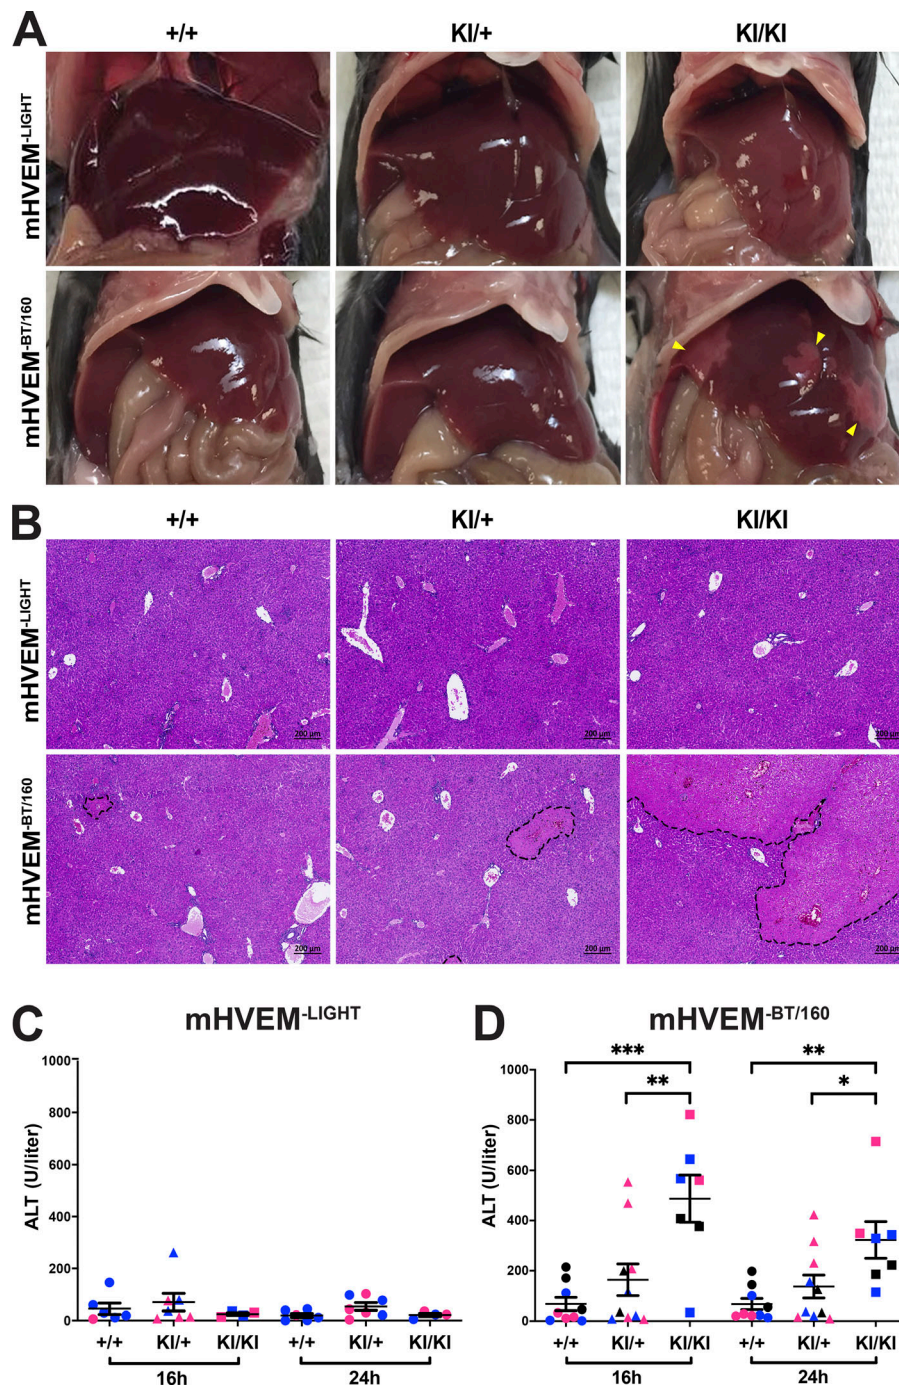 A
+/+ KI/+ KI/KI
mHVEM-LIGHT
mHVEM-BT/160
B
+/+ KI/+ KI/KI
mHVEM-LIGHT
200 µm 200 µm 200 µm
mHVEM-BT/160
200 µm 200 µm 200 µm
C mHVEM-LIGHT
ALT (U/liter)
1000
800
600
400
200
0
+/+ KI/+ KI/KI +/+ KI/+ KI/KI
16h 24h
D mHVEM-BT/160
*** **
** *
ALT (U/liter)
1000
800
600
400
200
0
+/+ KI/+ KI/KI +/+ KI/+ KI/KI
16h 24h